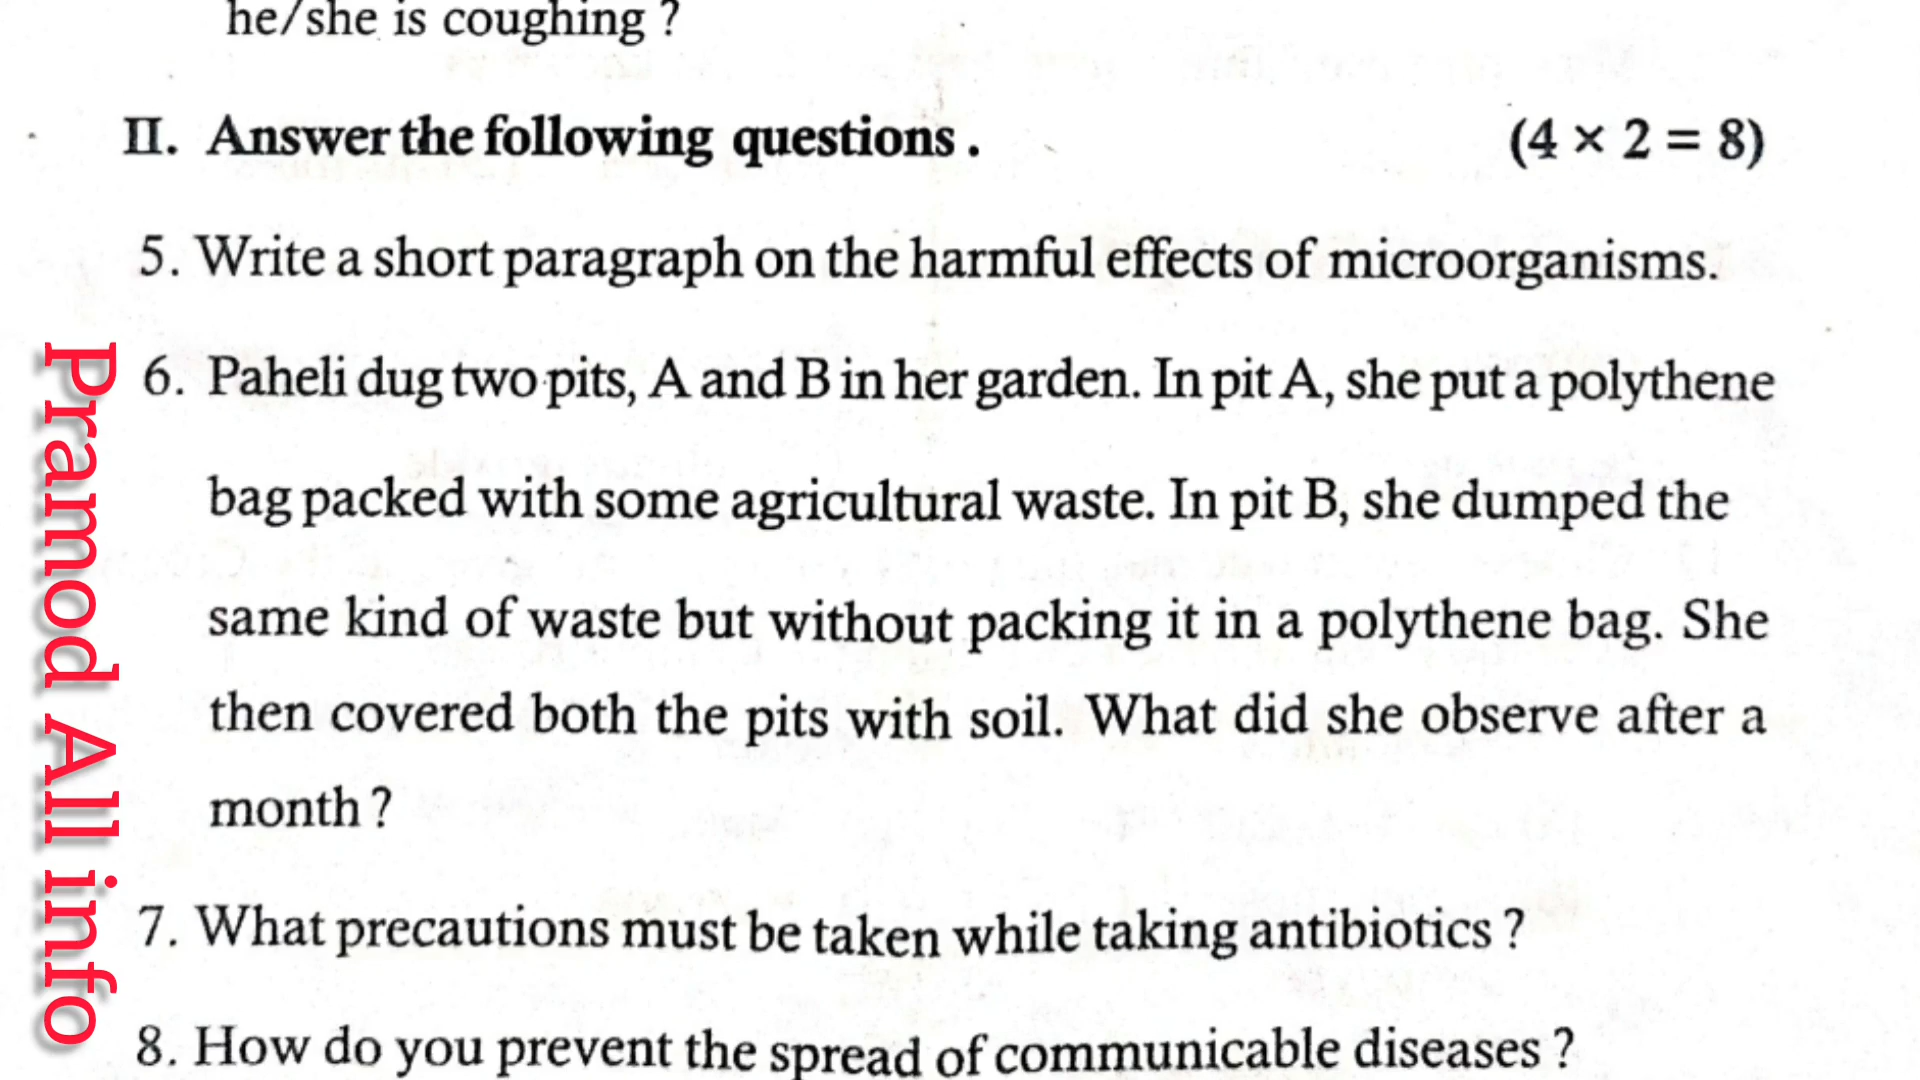 he/she is coughing ?
II. Answer the following questions . (4 × 2 = 8)
5. Write a short paragraph on the harmful effects of microorganisms.
6. Paheli dug two pits, A and B in her garden. In pit A, she put a polythene
bag packed with some agricultural waste. In pit B, she dumped the
same kind of waste but without packing it in a polythene bag. She
then covered both the pits with soil. What did she observe after a
month ?
7. What precautions must be taken while taking antibiotics ?
8. How do you prevent the spread of communicable diseases ?
Pramod All info